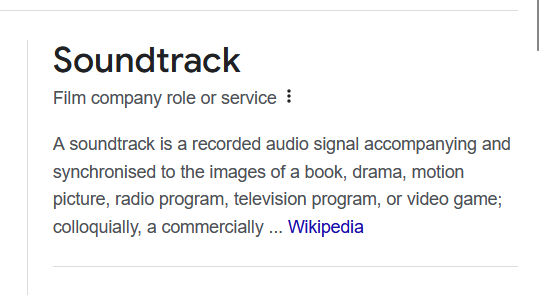 Soundtrack
Film company role or service
A soundtrack is a recorded audio signal accompanying and
synchronised to the images of a book, drama, motion
picture, radio program, television program, or video game;
colloquially, a commercially ... Wikipedia